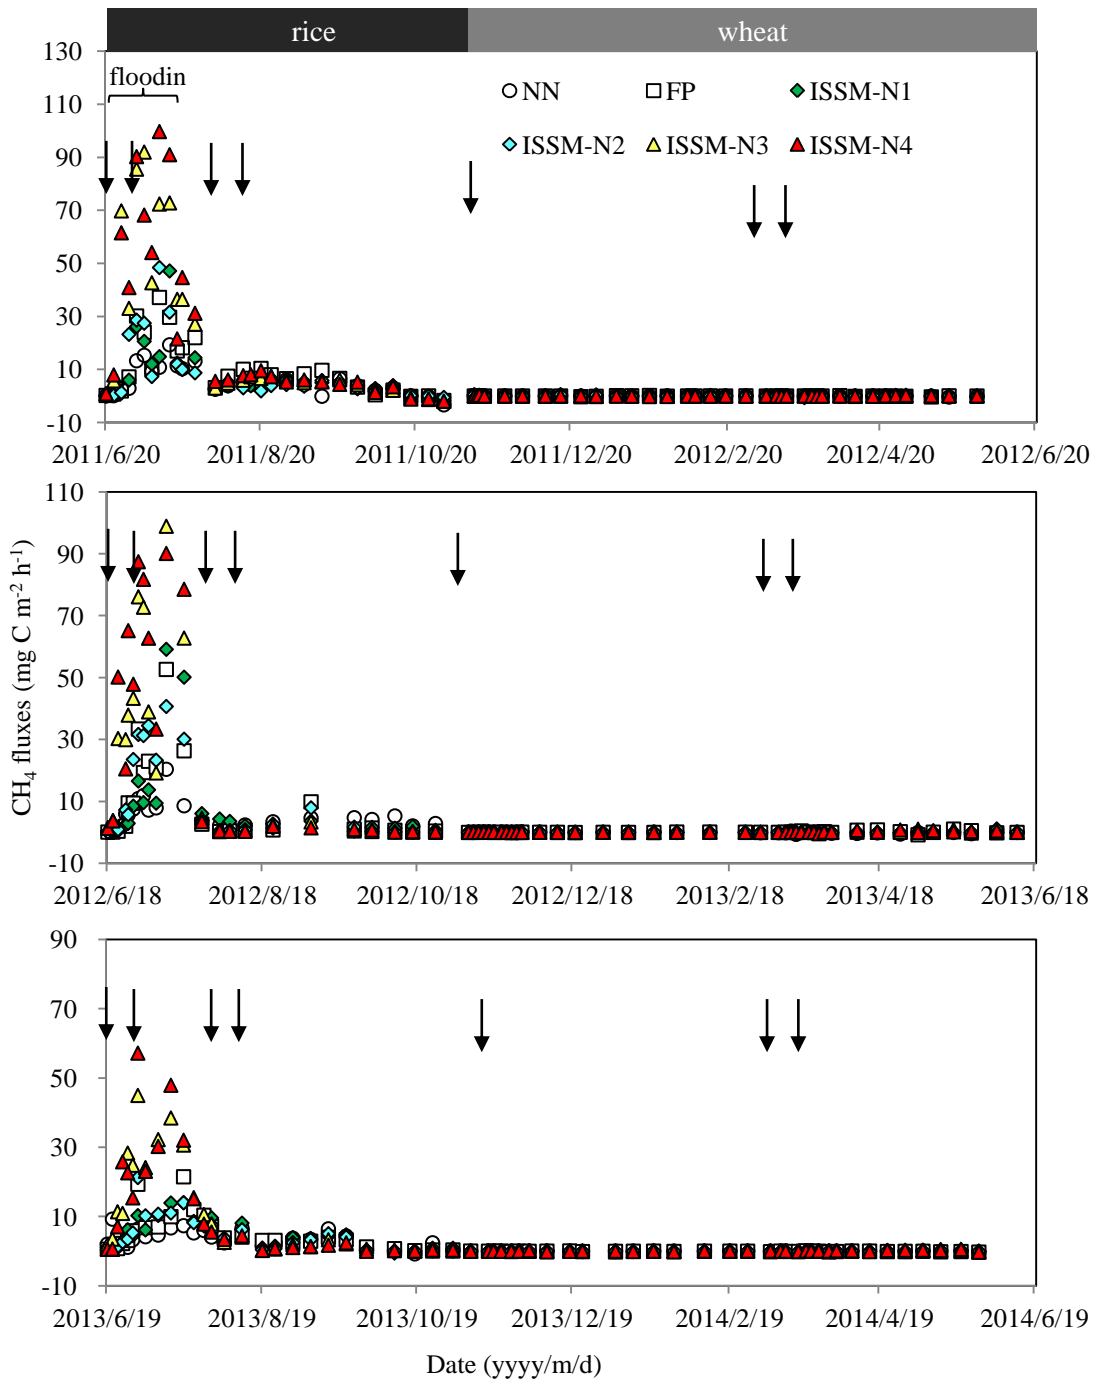 rice wheat
130
110
90
70
50
30
10
-10
floodin
NN FP ISSM-N1
ISSM-N2 ISSM-N3 ISSM-N4
2011/6/20 2011/8/20 2011/10/20 2011/12/20 2012/2/20 2012/4/20 2012/6/20
CH4 fluxes (mg C m-2 h-1)
110
90
70
50
30
10
-10
2012/6/18 2012/8/18 2012/10/18 2012/12/18 2013/2/18 2013/4/18 2013/6/18
90
70
50
30
10
-10
2013/6/19 2013/8/19 2013/10/19 2013/12/19 2014/2/19 2014/4/19 2014/6/19
Date (yyyy/m/d)